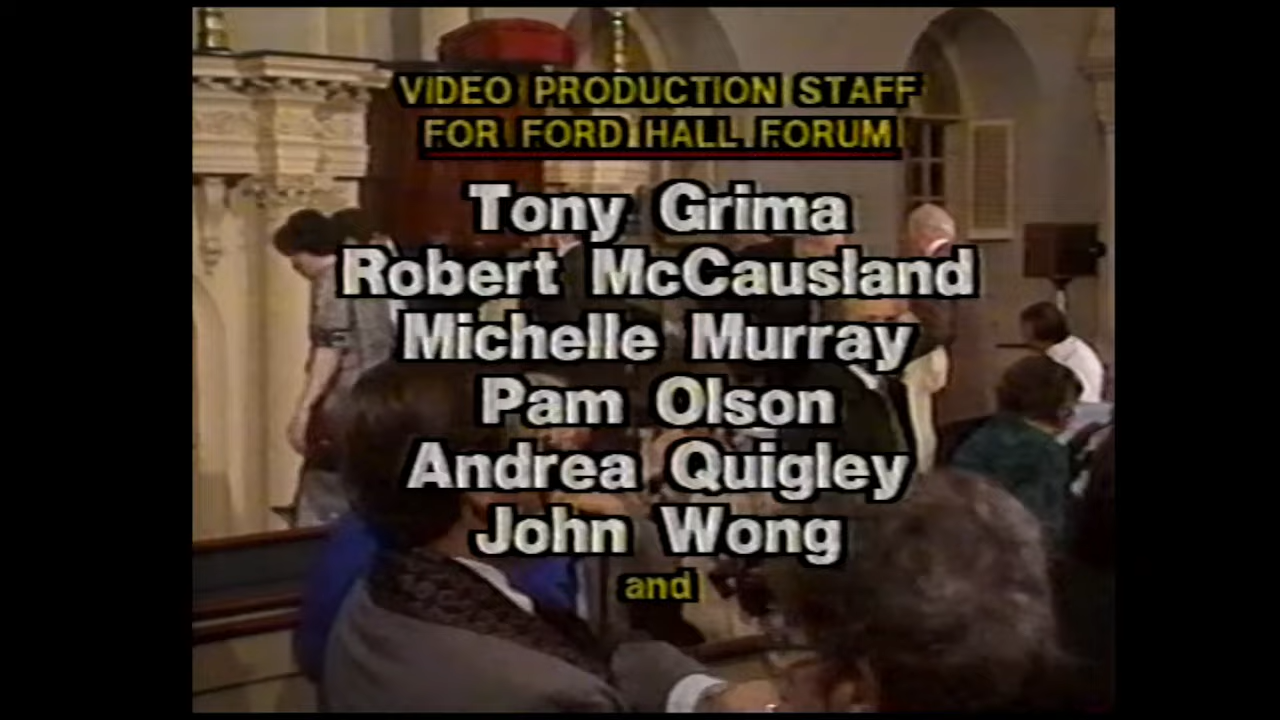 VIDEO PRODUCTION STAFF
FOR FORD HALL FORUM
Tony Grima
Robert McCausland
Michelle Murray
Pam Olson
Andrea Quigley
John Wong
and